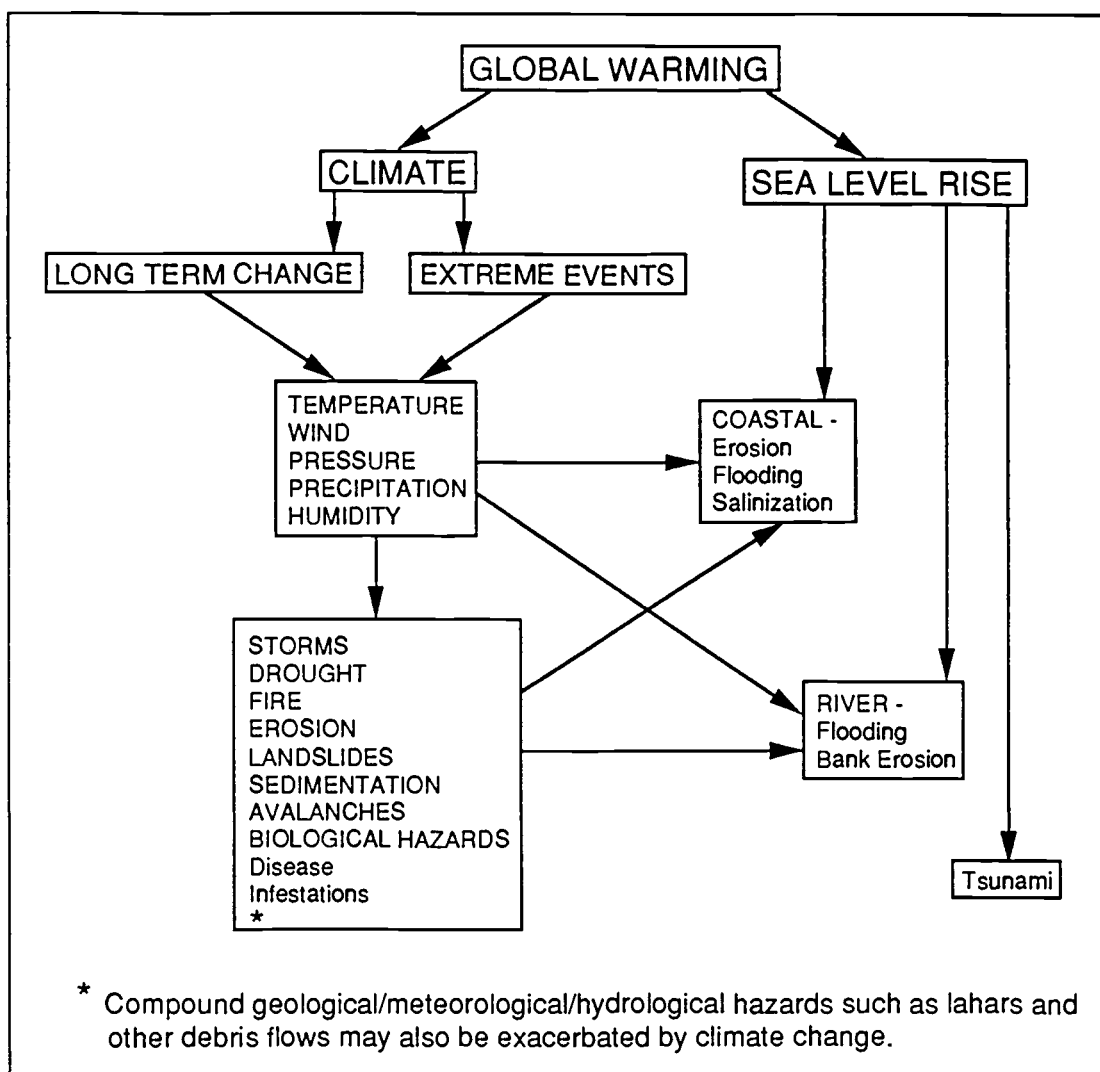 GLOBAL WARMING
CLIMATE
SEA LEVEL RISE
LONG TERM CHANGE
EXTREME EVENTS
TEMPERATURE
WIND
PRESSURE
PRECIPITATION
HUMIDITY
COASTAL -
Erosion
Flooding
Salinization
STORMS
DROUGHT
FIRE
EROSION
LANDSLIDES
SEDIMENTATION
AVALANCHES
BIOLOGICAL HAZARDS
Disease
Infestations
*
RIVER -
Flooding
Bank Erosion
Tsunami
* Compound geological/meteorological/hydrological hazards such as lahars and
other debris flows may also be exacerbated by climate change.